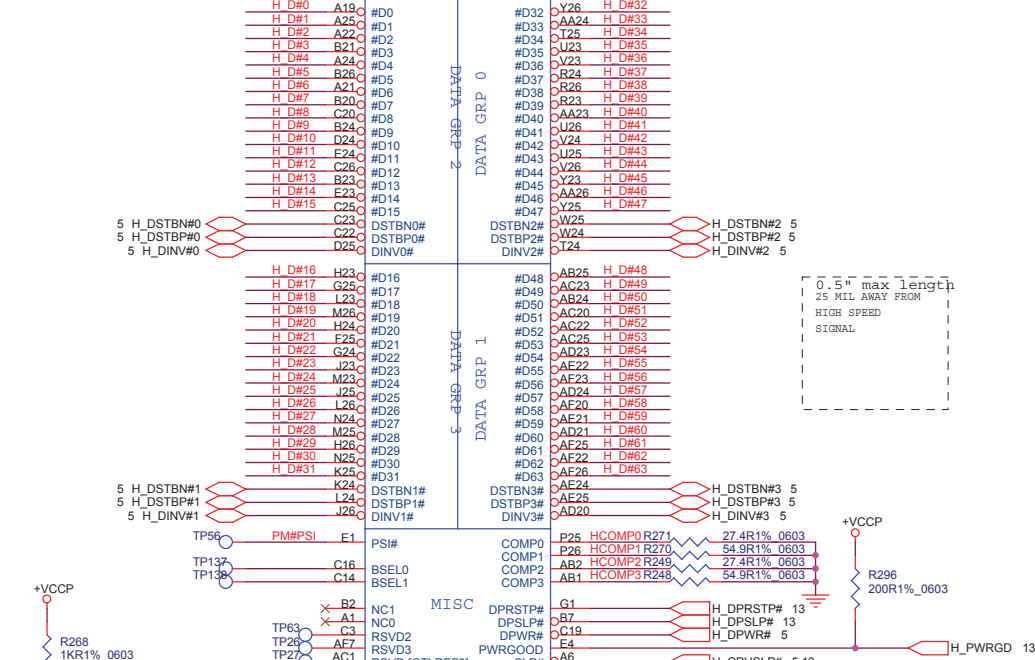 H_D#0 A19 #D0 #D32 Y26 H_D#32
H_D#1 A25 #D1 #D33 AA24 H_D#33
H_D#2 A22 #D2 #D34 T25 H_D#34
H_D#3 B21 #D3 #D35 U23 H_D#35
H_D#4 A24 #D4 #D36 V23 H_D#36
H_D#5 B26 #D5 #D37 R24 H_D#37
H_D#6 A21 #D6 #D38 R26 H_D#38
H_D#7 B20 #D7 #D39 R23 H_D#39
H_D#8 C20 #D8 #D40 AA23 H_D#40
H_D#9 B24 #D9 #D41 U26 H_D#41
H_D#10 D24 #D10 #D42 V24 H_D#42
H_D#11 E24 #D11 #D43 U25 H_D#43
H_D#12 C26 #D12 #D44 V26 H_D#44
H_D#13 B23 #D13 #D45 Y23 H_D#45
H_D#14 E23 #D14 #D46 AA26 H_D#46
H_D#15 C25 #D15 #D47 Y25 H_D#47
5 H_DSTBN#0 C23 DSTBN0# DSTBN2# W25 H_DSTBN#2 5
5 H_DSTBP#0 C22 DSTBP0# DSTBP2# W24 H_DSTBP#2 5
5 H_DINV#0 D25 DINV0# DINV2# T24 H_DINV#2 5
DATA GRP 2
DATA GRP 0
H_D#16 H23 #D16 #D48 AB25 H_D#48
H_D#17 G25 #D17 #D49 AC23 H_D#49
H_D#18 L23 #D18 #D50 AB24 H_D#50
H_D#19 M26 #D19 #D51 AC20 H_D#51
H_D#20 H24 #D20 #D52 AC22 H_D#52
H_D#21 F25 #D21 #D53 AC25 H_D#53
H_D#22 G24 #D22 #D54 AD23 H_D#54
H_D#23 J23 #D23 #D55 AE22 H_D#55
H_D#24 M23 #D24 #D56 AF23 H_D#56
H_D#25 J25 #D25 #D57 AD24 H_D#57
H_D#26 L26 #D26 #D58 AF20 H_D#58
H_D#27 N24 #D27 #D59 AE21 H_D#59
H_D#28 M25 #D28 #D60 AD21 H_D#60
H_D#29 H26 #D29 #D61 AF25 H_D#61
H_D#30 N25 #D30 #D62 AF22 H_D#62
H_D#31 K25 #D31 #D63 AF26 H_D#63
5 H_DSTBN#1 K24 DSTBN1# DSTBN3# AE24 H_DSTBN#3 5
5 H_DSTBP#1 L24 DSTBP1# DSTBP3# AE25 H_DSTBP#3 5
5 H_DINV#1 J26 DINV1# DINV3# AD20 H_DINV#3 5
DATA GRP 3
DATA GRP 1
0.5" max length
25 MIL AWAY FROM
HIGH SPEED
SIGNAL
+VCCP
TP56 PM#PSI E1 PSI# COMP0 P25 HCOMP0 R271 27.4R1%_0603
COMP1 P26 HCOMP1 R270 54.9R1%_0603
TP137 C16 BSEL0 COMP2 AB2 HCOMP2 R249 27.4R1%_0603
TP138 C14 BSEL1 COMP3 AB1 HCOMP3 R248 54.9R1%_0603
R296
200R1%_0603
+VCCP
MISC
B2 NC1 DPRSTP# G1 H_DPRSTP# 13
A1 NC0 DPSLP# B7 H_DPSLP# 13
TP63 C3 RSVD2 DPWR# C19 H_DPWR# 5
TP26 AF7 RSVD3 PWRGOOD E4 H_PWRGD 13
TP27 AC1 A6
R268
1KR1%_0603